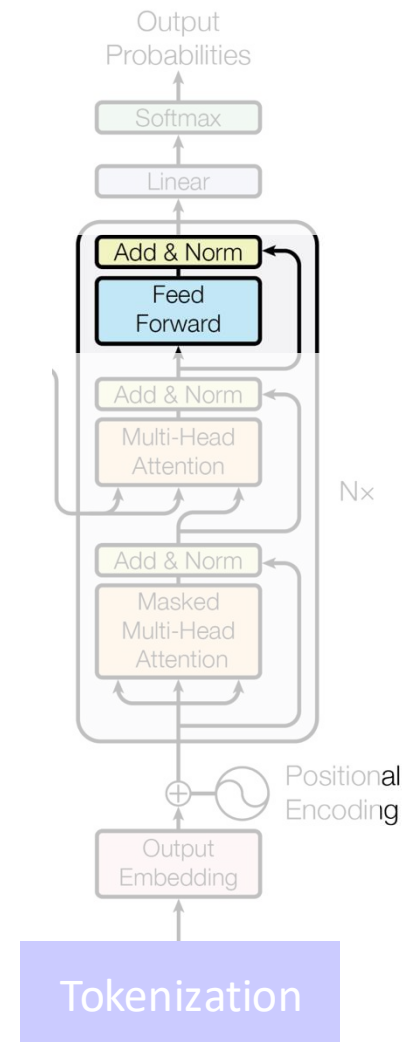 Output
Probabilities
Softmax
Linear
Add & Norm
Feed
Forward
Add & Norm
Multi-Head
Attention
N×
Add & Norm
Masked
Multi-Head
Attention
Positional
Encoding
Output
Embedding
Tokenization